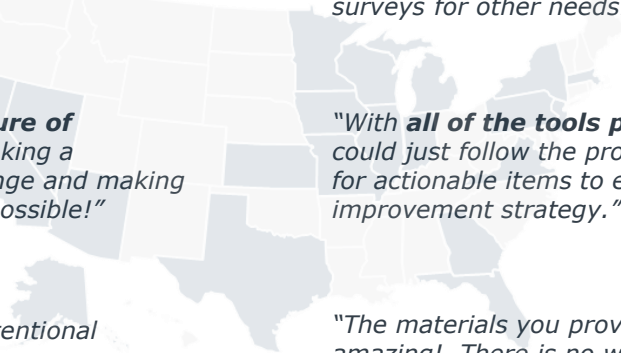 surveys for other needs
ure of
king a
nge and making
ossible!”
“With all of the tools p
could just follow the pro
for actionable items to e
improvement strategy.”
entional
“The materials you prov
amazing! There is no w